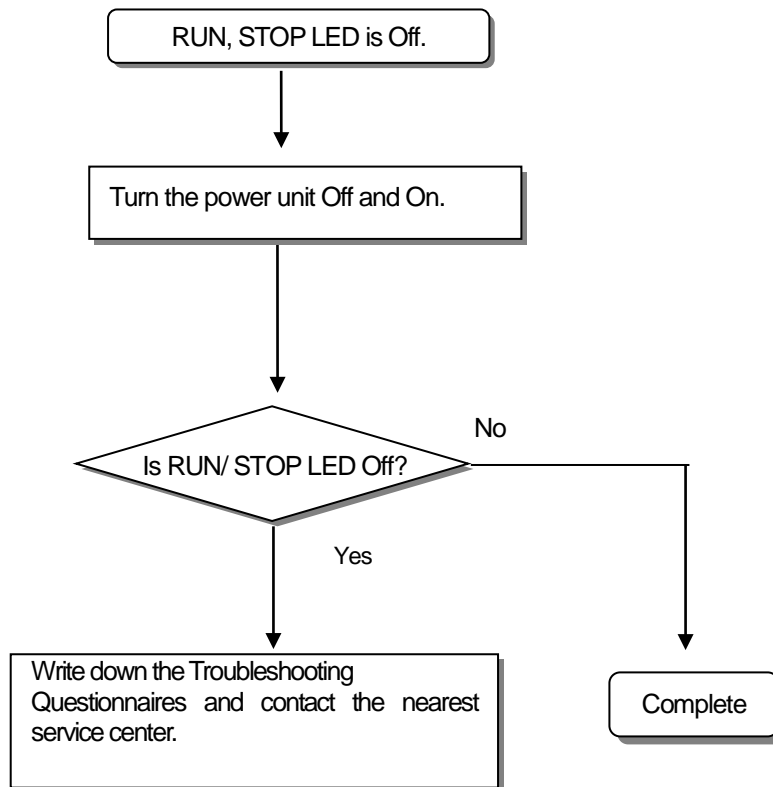 RUN, STOP LED is Off.
Turn the power unit Off and On.
Is RUN/ STOP LED Off?
No
Yes
Write down the Troubleshooting
Questionnaires and contact the nearest
service center.
Complete